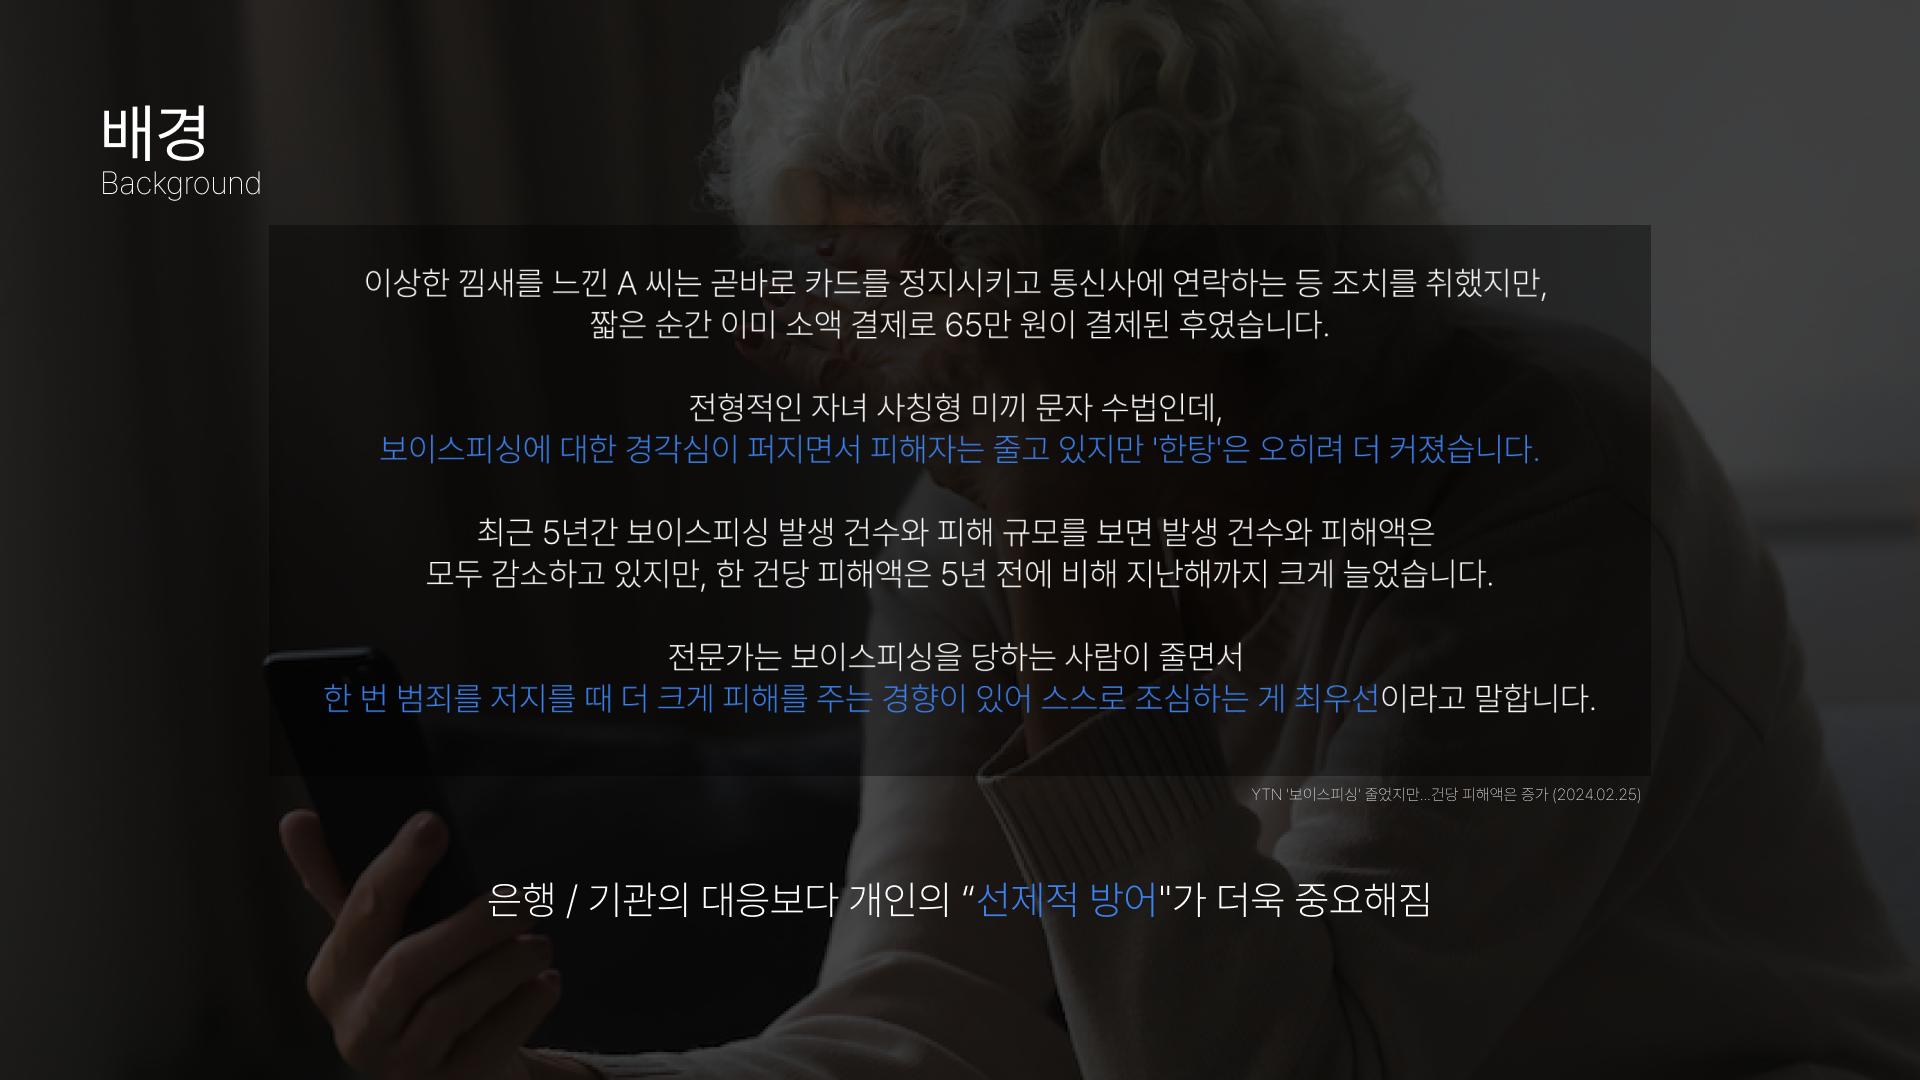 배경
Background
이상한 낌새를 느낀 A 씨는 곧바로 카드를 정지시키고 통신사에 연락하는 등 조치를 취했지만,
짧은 순간 이미 소액 결제로 65만 원이 결제된 후였습니다.
전형적인 자녀 사칭형 미끼 문자 수법인데,
보이스피싱에 대한 경각심이 퍼지면서 피해자는 줄고 있지만 '한탕'은 오히려 더 커졌습니다.
최근 5년간 보이스피싱 발생 건수와 피해 규모를 보면 발생 건수와 피해액은
모두 감소하고 있지만, 한 건당 피해액은 5년 전에 비해 지난해까지 크게 늘었습니다.
전문가는 보이스피싱을 당하는 사람이 줄면서
한 번 범죄를 저지를 때 더 크게 피해를 주는 경향이 있어 스스로 조심하는 게 최우선이라고 말합니다.
YTN '보이스피싱' 줄었지만...건당 피해액은 증가 (2024.02.25)
은행 / 기관의 대응보다 개인의 “선제적 방어"가 더욱 중요해짐